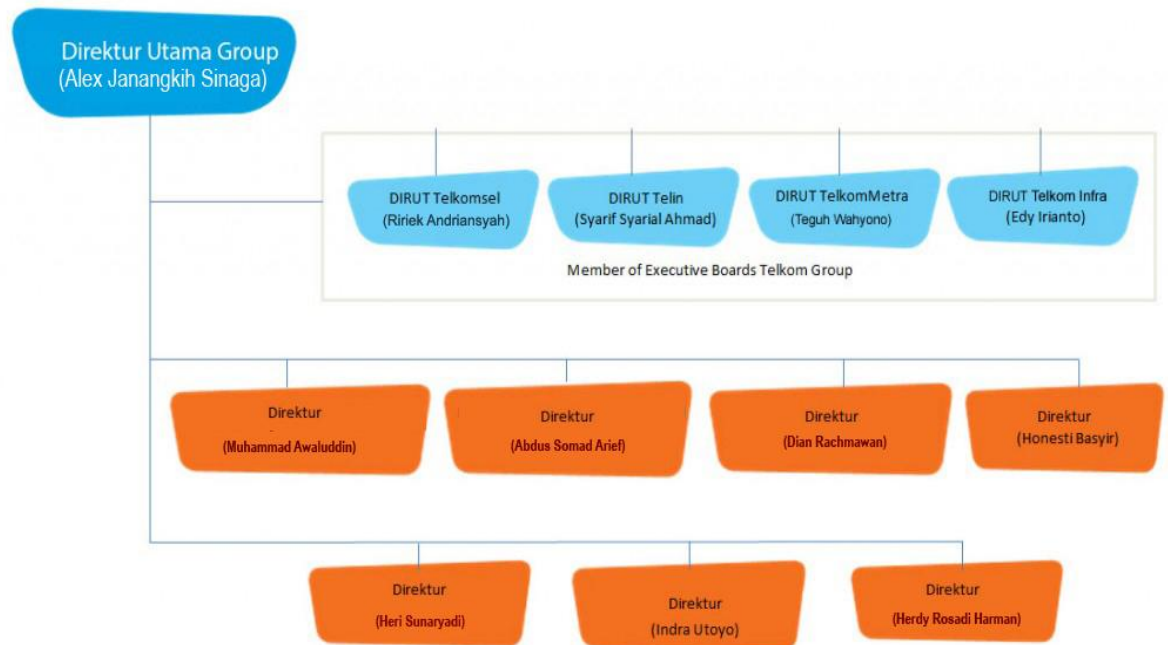 Direktur Utama Group
(Alex Janangkih Sinaga)
DIRUT Telkomsel
(Ririek Andriansyah)
DIRUT Telin
(Syarif Syarial Ahmad)
DIRUT TelkomMetra
(Teguh Wahyono)
DIRUT Telkom Infra
(Edy Irianto)
Member of Executive Boards Telkom Group
Direktur
(Muhammad Awaluddin)
Direktur
(Abdus Somad Arief)
Direktur
(Dian Rachmawan)
Direktur
(Honesti Basyir)
Direktur
(Heri Sunaryadi)
Direktur
(Indra Utoyo)
Direktur
(Herdy Rosadi Harman)